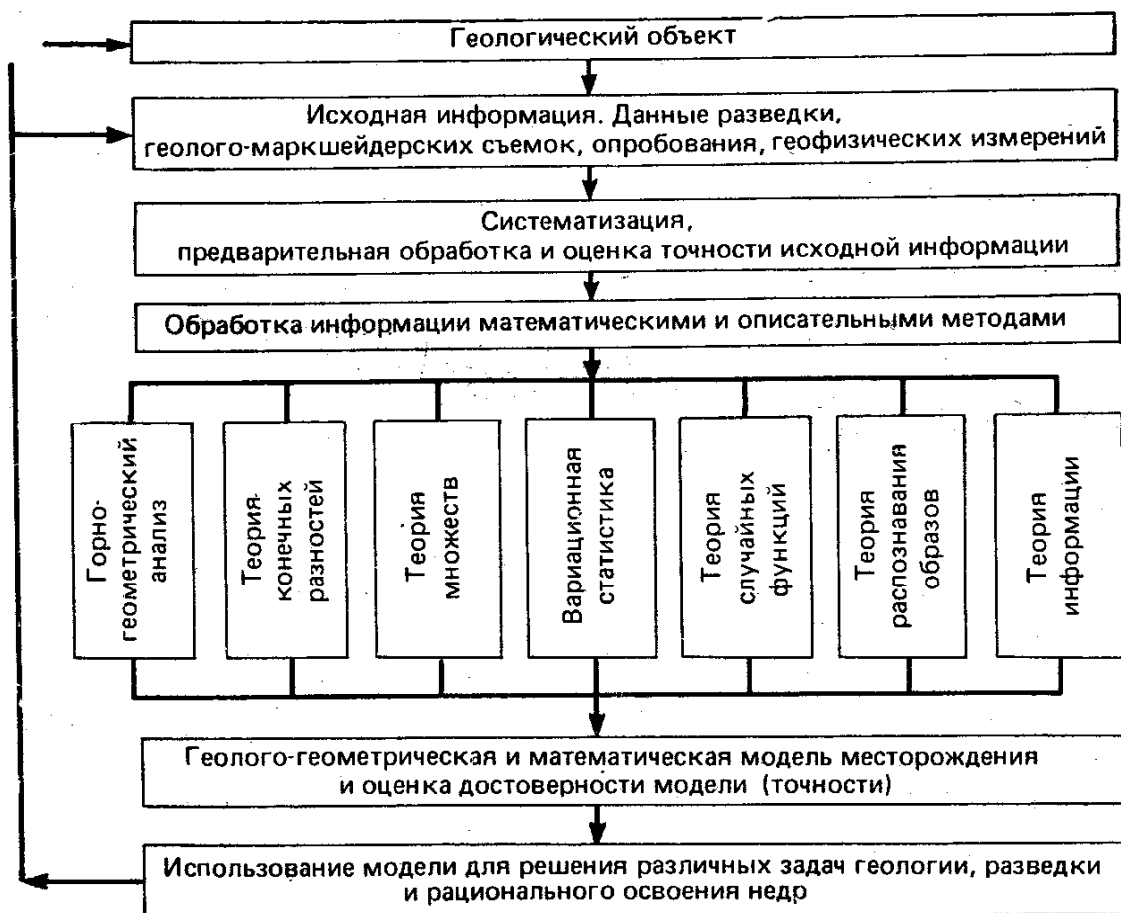 Геологический объект
Исходная информация. Данные разведки,
геолого-маркшейдерских съемок, опробования, геофизических измерений
Систематизация,
предварительная обработка и оценка точности исходной информации
Обработка информации математическими и описательными методами
Горно-
геометрический
анализ
Теория
конечных
разностей
Теория
множеств
Вариационная
статистика
Теория
случайных
функций
Теория
распознавания
образов
Теория
информации
Геолого-геометрическая и математическая модель месторождения
и оценка достоверности модели (точности)
Использование модели для решения различных задач геологии, разведки
и рационального освоения недр